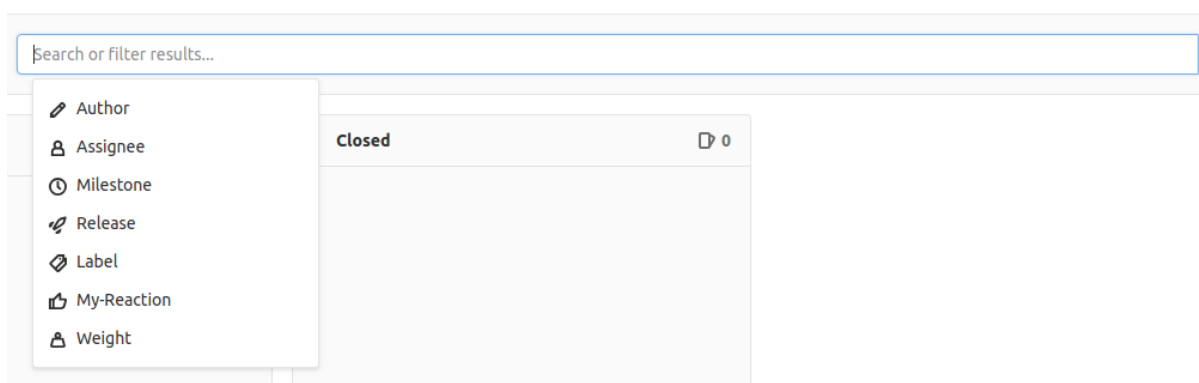 Search or filter results...
Author
Assignee
Milestone
Release
Label
My-Reaction
Weight
Closed
0